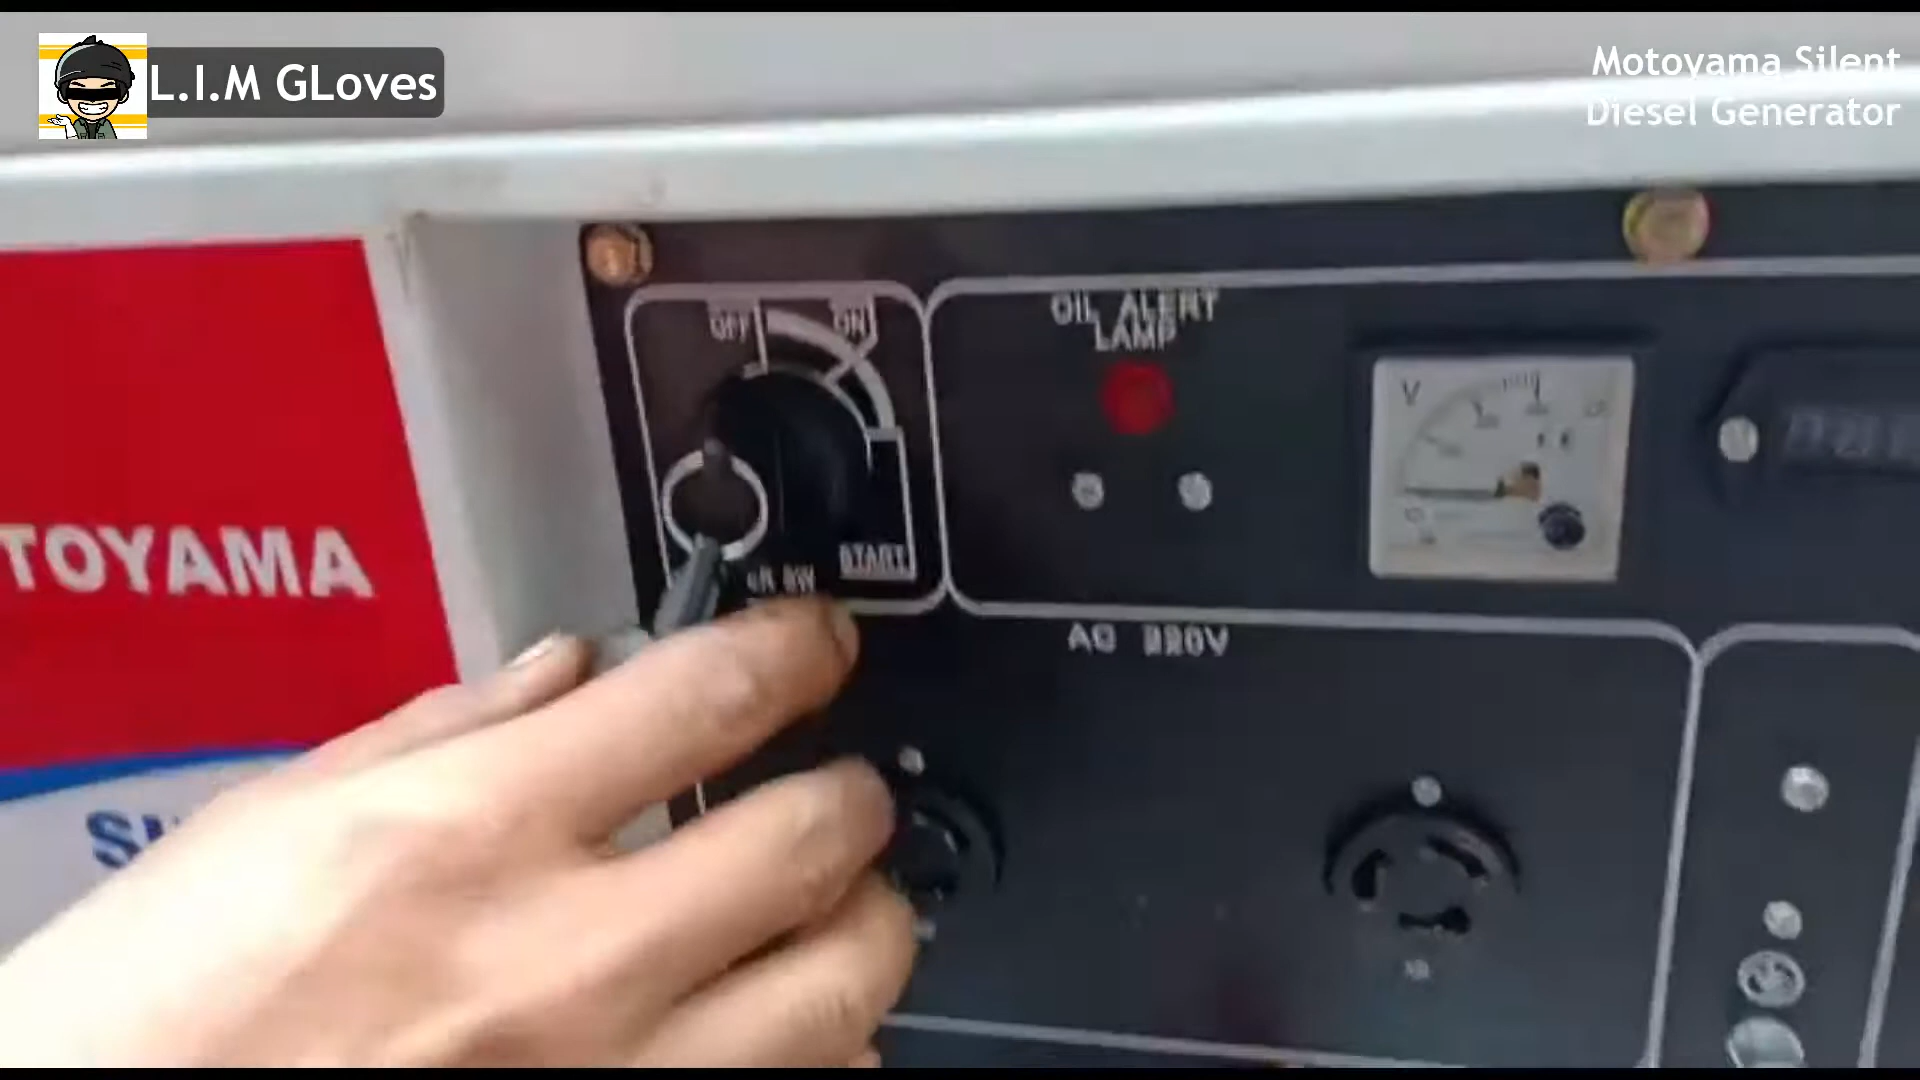 L.I.M GLoves
Motoyama Silent
Diesel Generator
OFF
ON
OIL ALERT
LAMP
V
TOYAMA
START
AC 220V